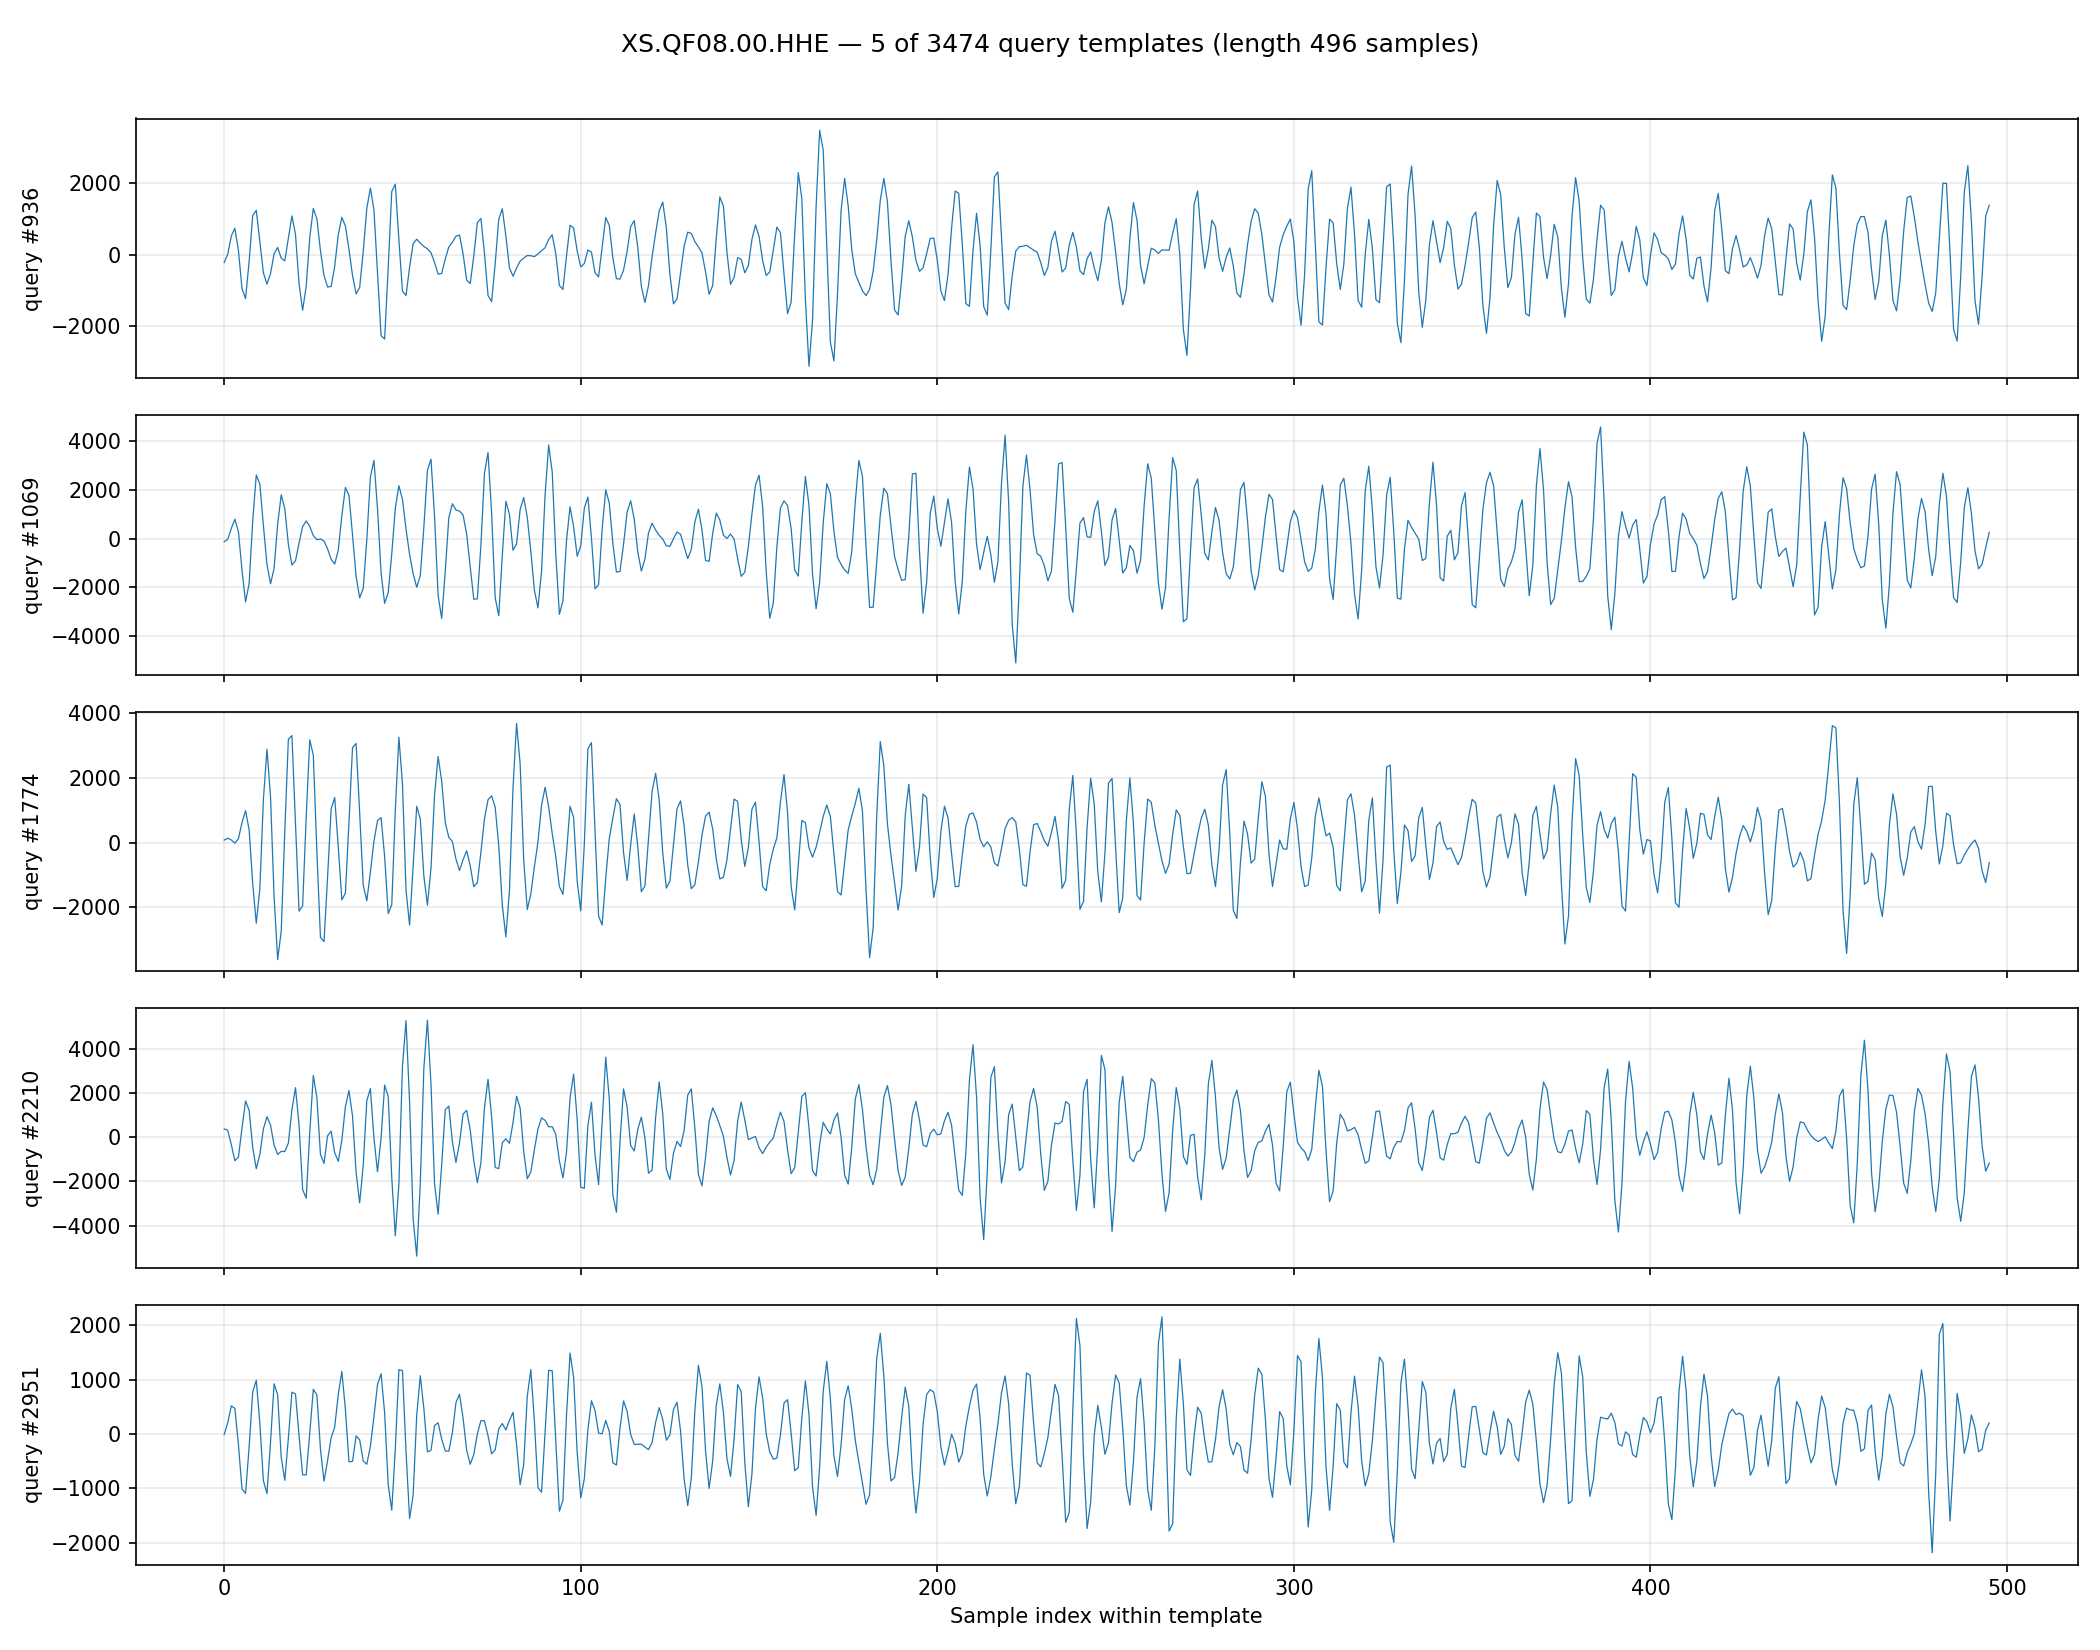 XS.QF08.00.HHE — 5 of 3474 query templates (length 496 samples)
query #936
2000
0
−2000
query #1069
4000
2000
0
−2000
−4000
query #1774
4000
2000
0
−2000
query #2210
4000
2000
0
−2000
−4000
query #2951
2000
1000
0
−1000
−2000
0 100 200 300 400 500
Sample index within template